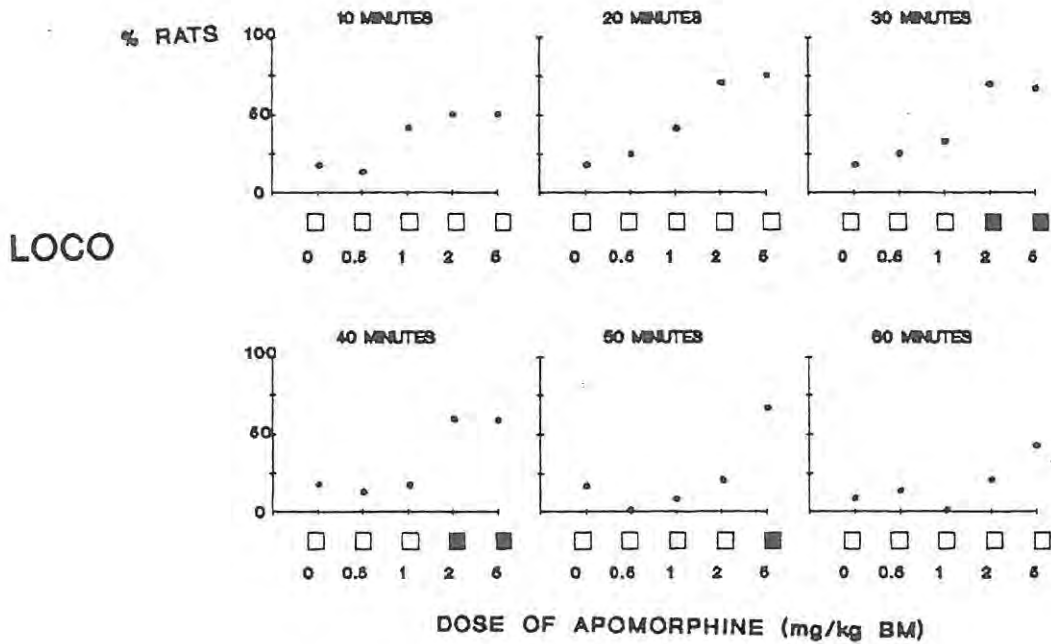 % RATS
10 MINUTES
20 MINUTES
30 MINUTES
100
50
0
0 0.5 1 2 5
0 0.5 1 2 5
0 0.5 1 2 5
LOCO
40 MINUTES
50 MINUTES
60 MINUTES
100
50
0
0 0.5 1 2 5
0 0.5 1 2 5
0 0.5 1 2 5
DOSE OF APOMORPHINE (mg/kg BM)